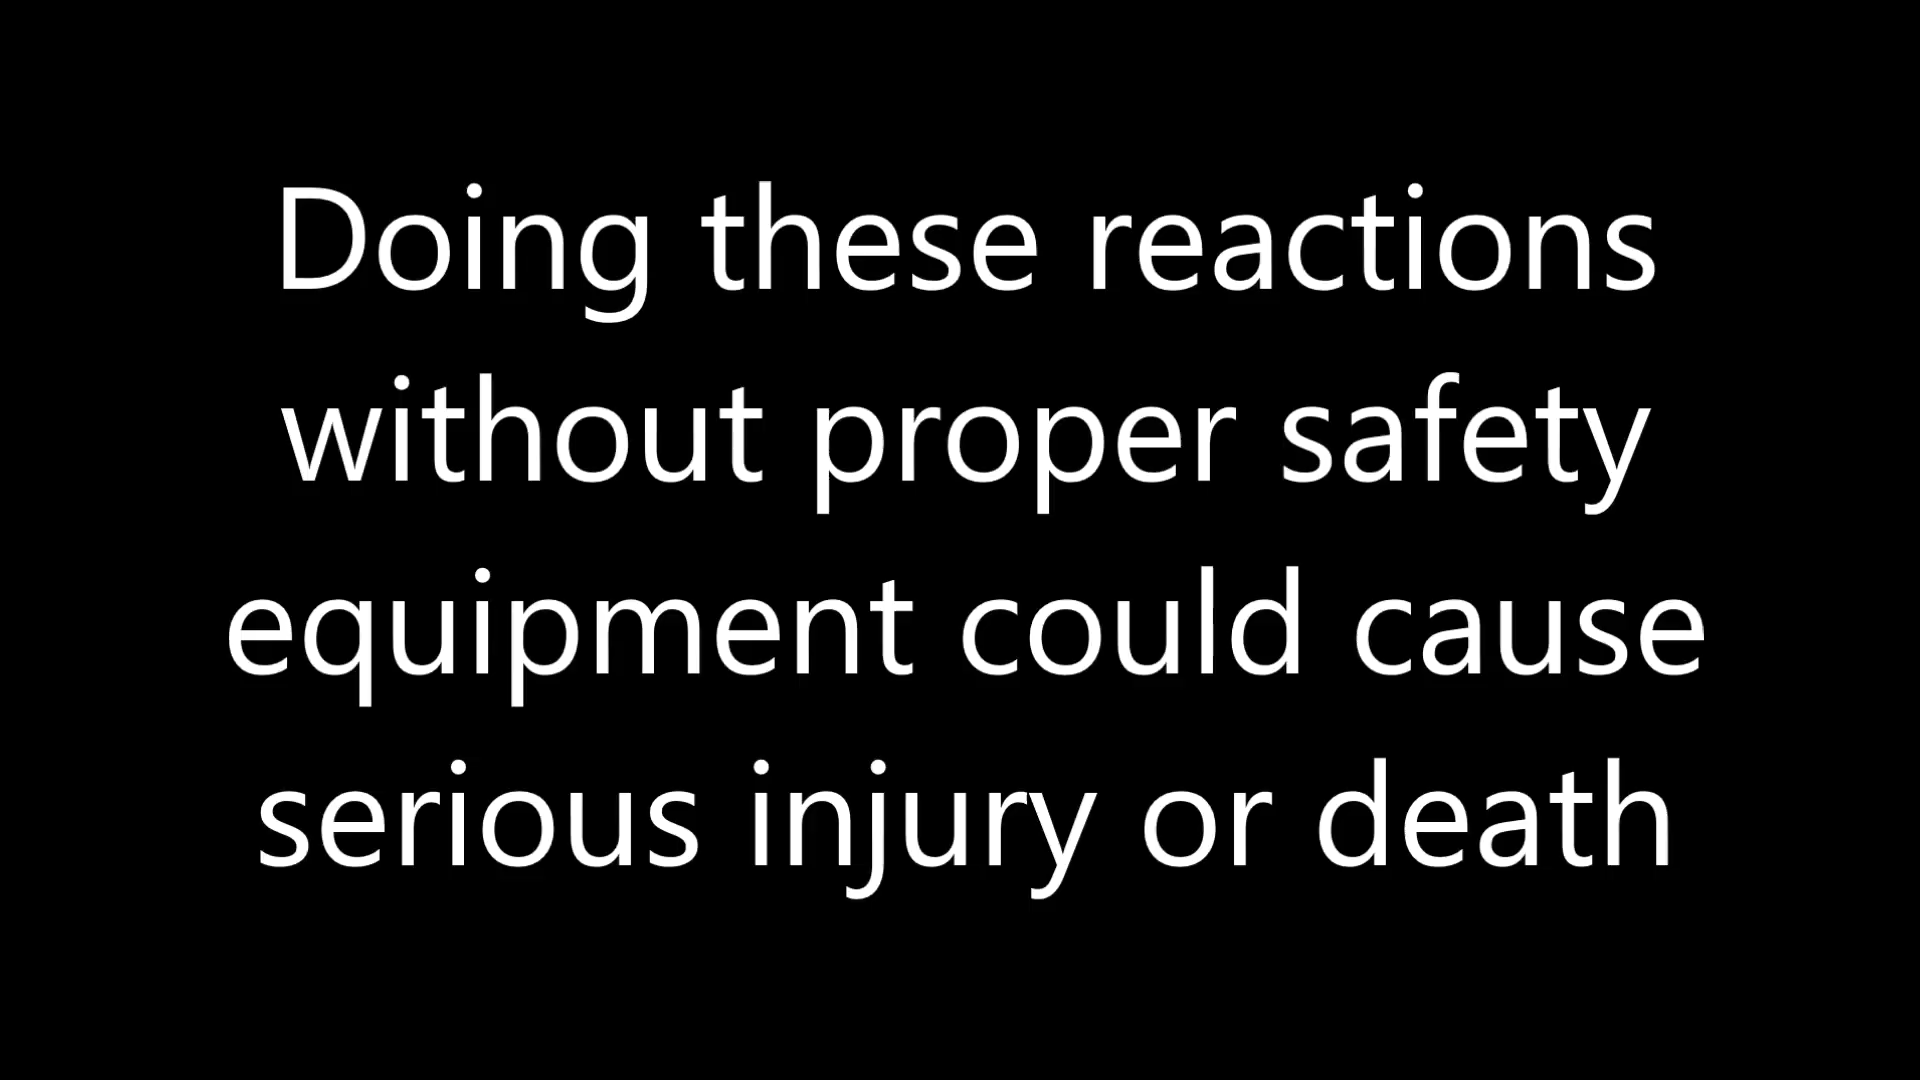 Doing these reactions
without proper safety
equipment could cause
serious injury or death